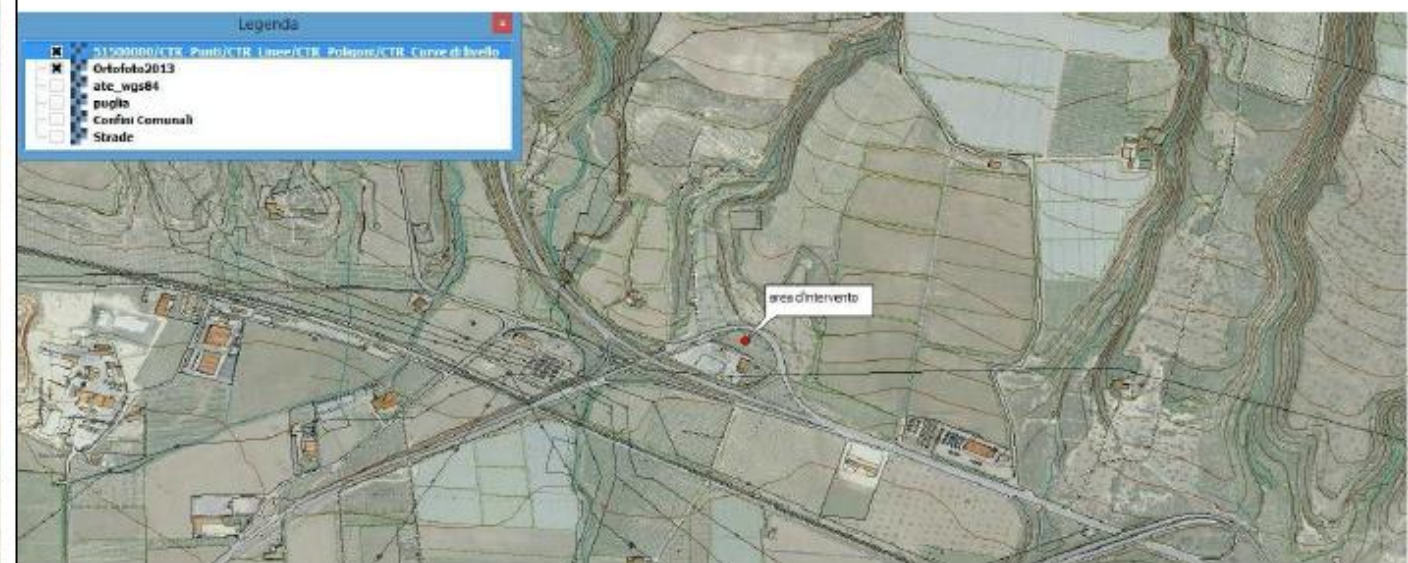 Legenda
51500000/CTR_Punti/CTR_Linee/CTR_Poligoni/CTR_Curve di livello
Ortofoto2013
ate_wgs84
puglia
Confini Comunali
Strade
area d'intervento